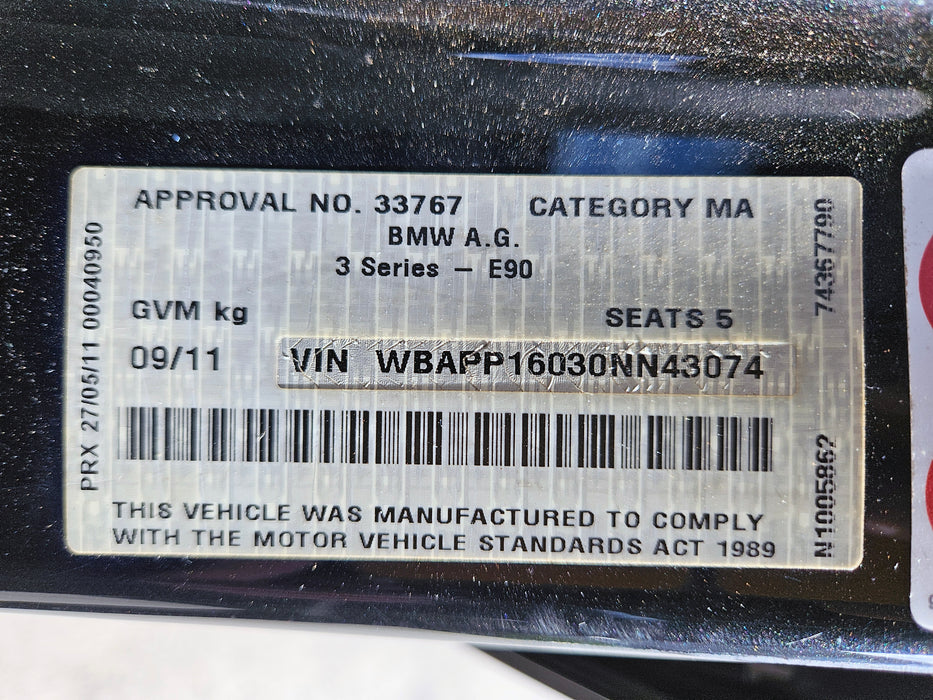 APPROVAL NO. 33767 CATEGORY MA
BMW A.G.
3 Series – E90
GVM kg SEATS 5
09/11 VIN WBAPP16030NN43074
THIS VEHICLE WAS MANUFACTURED TO COMPLY
WITH THE MOTOR VEHICLE STANDARDS ACT 1989
PRX 27/05/11 00040950
74367790
N1005862